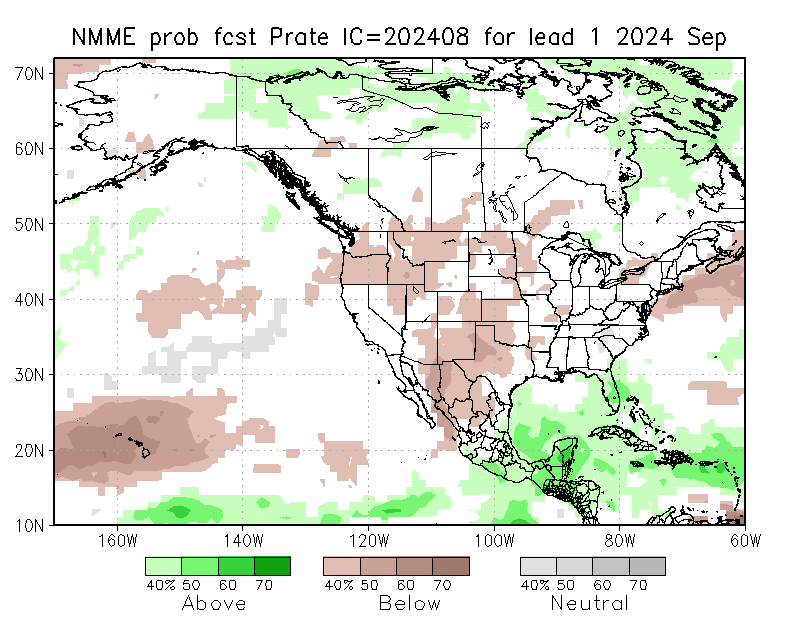 NMME prob fcst Prate IC=202408 for lead 1 2024 Sep
70N
60N
50N
40N
30N
20N
10N
160W 140W 120W 100W 80W 60W
40% 50 60 70 40% 50 60 70 40% 50 60 70
Above Below Neutral